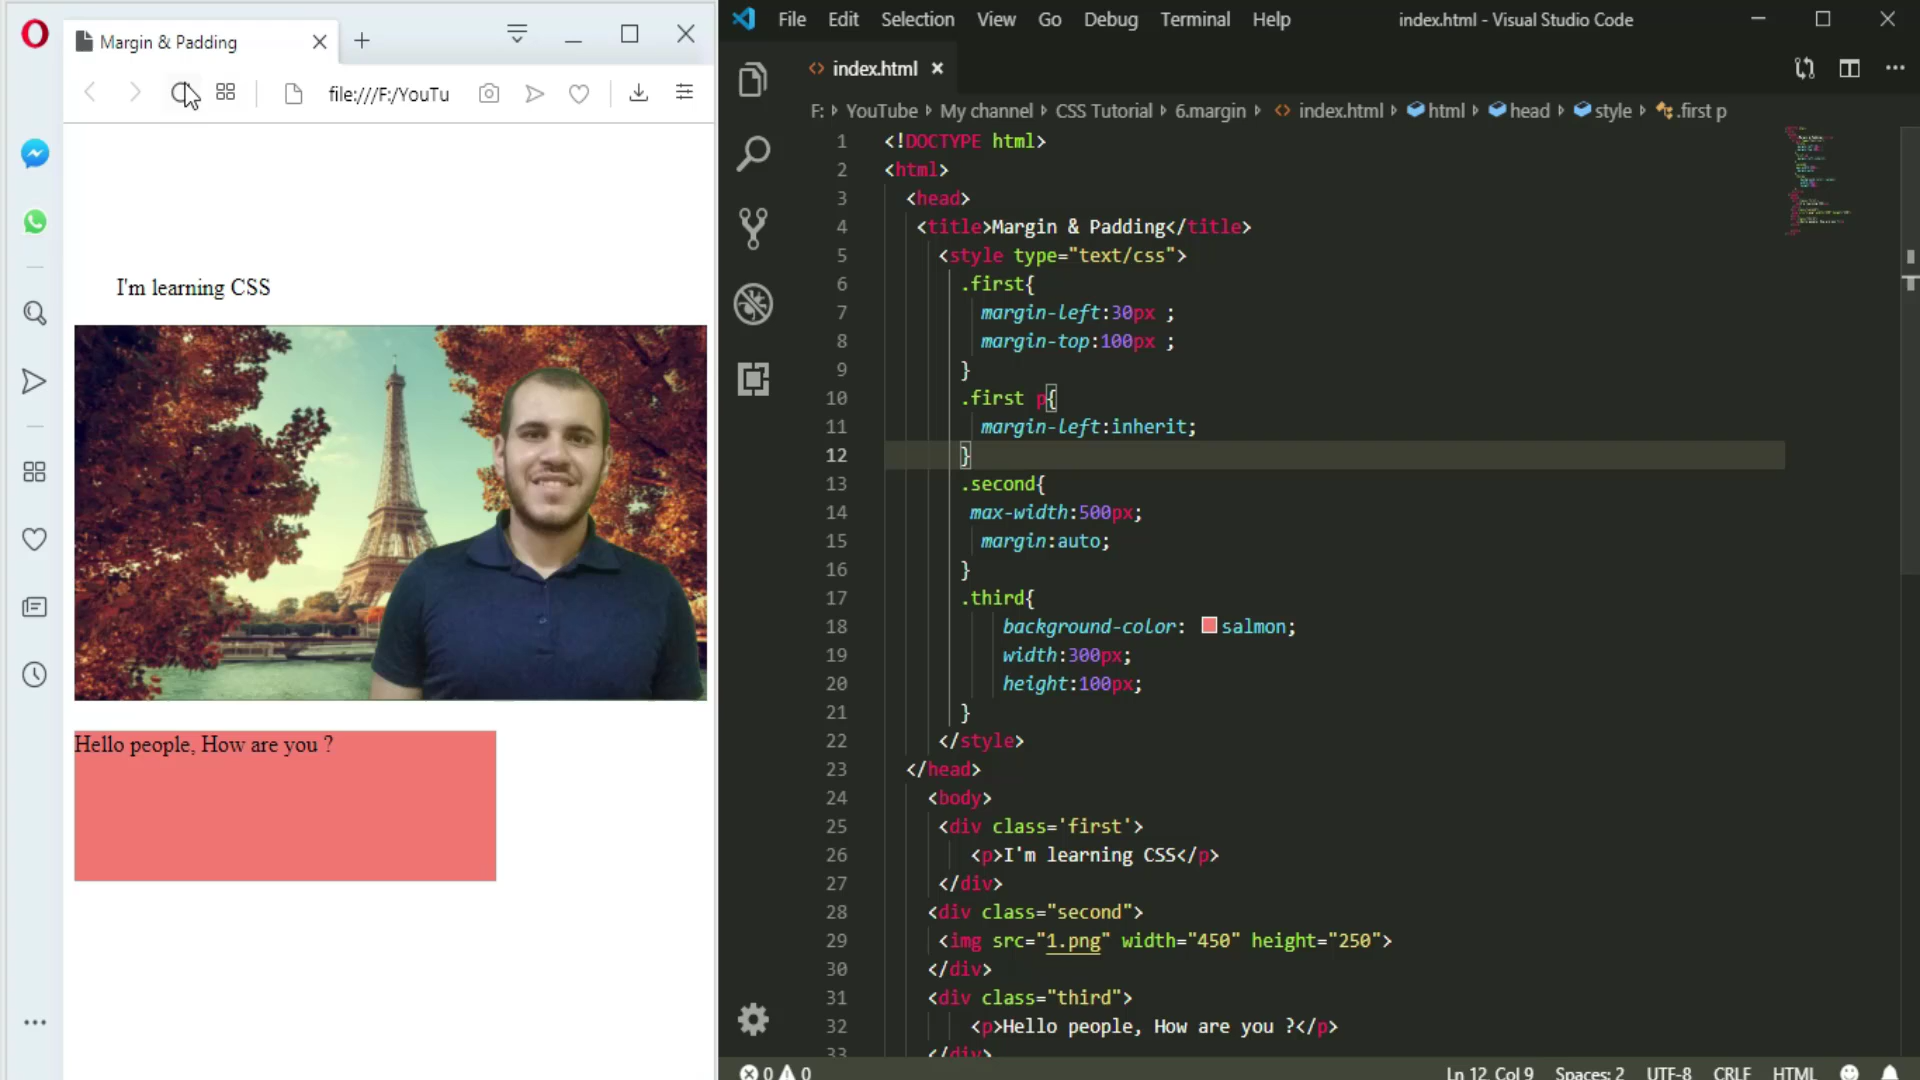 Margin & Padding
file:///F:/YouTu
I'm learning CSS
Hello people, How are you ?
File Edit Selection View Go Debug Terminal Help
index.html - Visual Studio Code
index.html
F: YouTube My channel CSS Tutorial 6.margin index.html html head style .first p
1 <!DOCTYPE html>
2 <html>
3 <head>
4 <title>Margin & Padding</title>
5 <style type="text/css">
6 .first{
7 margin-left:30px ;
8 margin-top:100px ;
9 }
10 .first p{
11 margin-left:inherit;
12 }
13 .second{
14 max-width:500px;
15 margin:auto;
16 }
17 .third{
18 background-color: salmon;
19 width:300px;
20 height:100px;
21 }
22 </style>
23 </head>
24 <body>
25 <div class='first'>
26 <p>I'm learning CSS</p>
27 </div>
28 <div class="second">
29 <img src="1.png" width="450" height="250">
30 </div>
31 <div class="third">
32 <p>Hello people, How are you ?</p>
33 </div>
0 0
Ln 12, Col 9 Spaces: 2 UTF-8 CRLF HTML